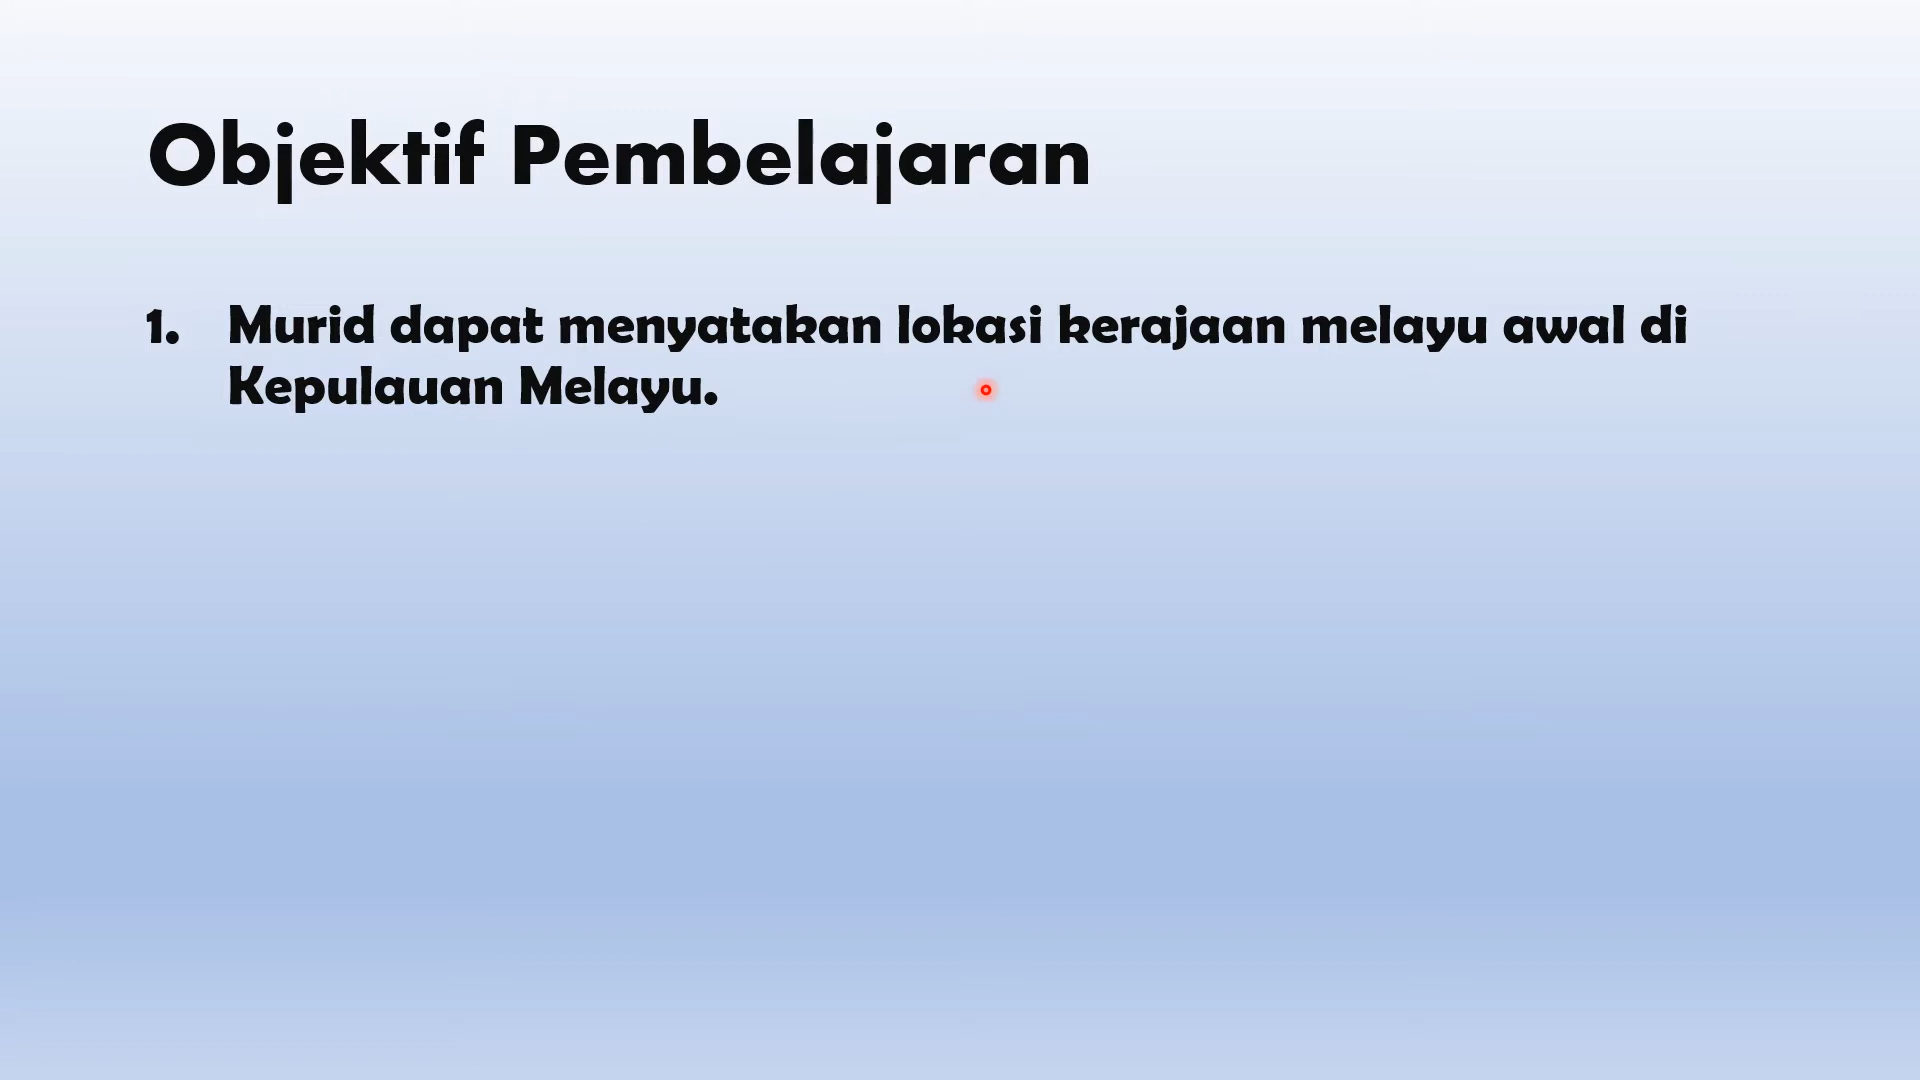 Objektif Pembelajaran
1. Murid dapat menyatakan lokasi kerajaan melayu awal di
Kepulauan Melayu.